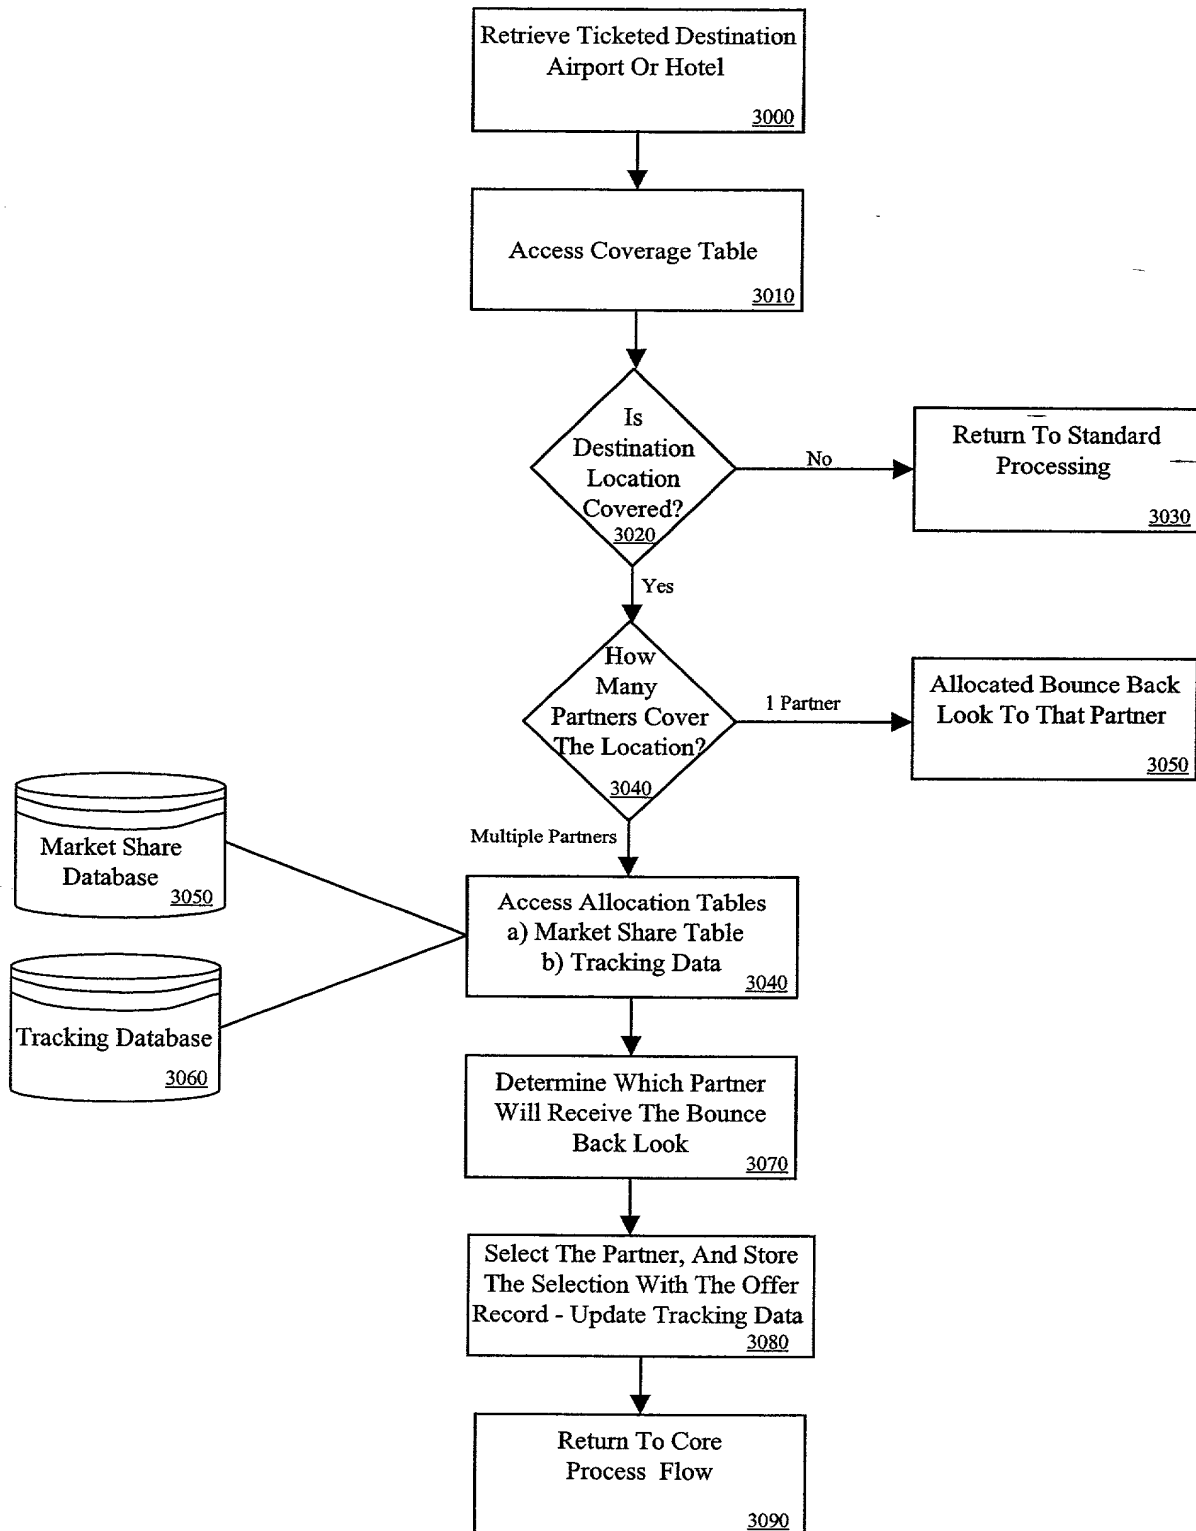 Retrieve Ticketed Destination
Airport Or Hotel
3000
Access Coverage Table
3010
Is
Destination
Location
Covered?
3020
No
Return To Standard
Processing
3030
Yes
How
Many
Partners Cover
The Location?
3040
1 Partner
Allocated Bounce Back
Look To That Partner
3050
Multiple Partners
Market Share
Database
3050
Access Allocation Tables
a) Market Share Table
b) Tracking Data
3040
Tracking Database
3060
Determine Which Partner
Will Receive The Bounce
Back Look
3070
Select The Partner, And Store
The Selection With The Offer
Record - Update Tracking Data
3080
Return To Core
Process Flow
3090